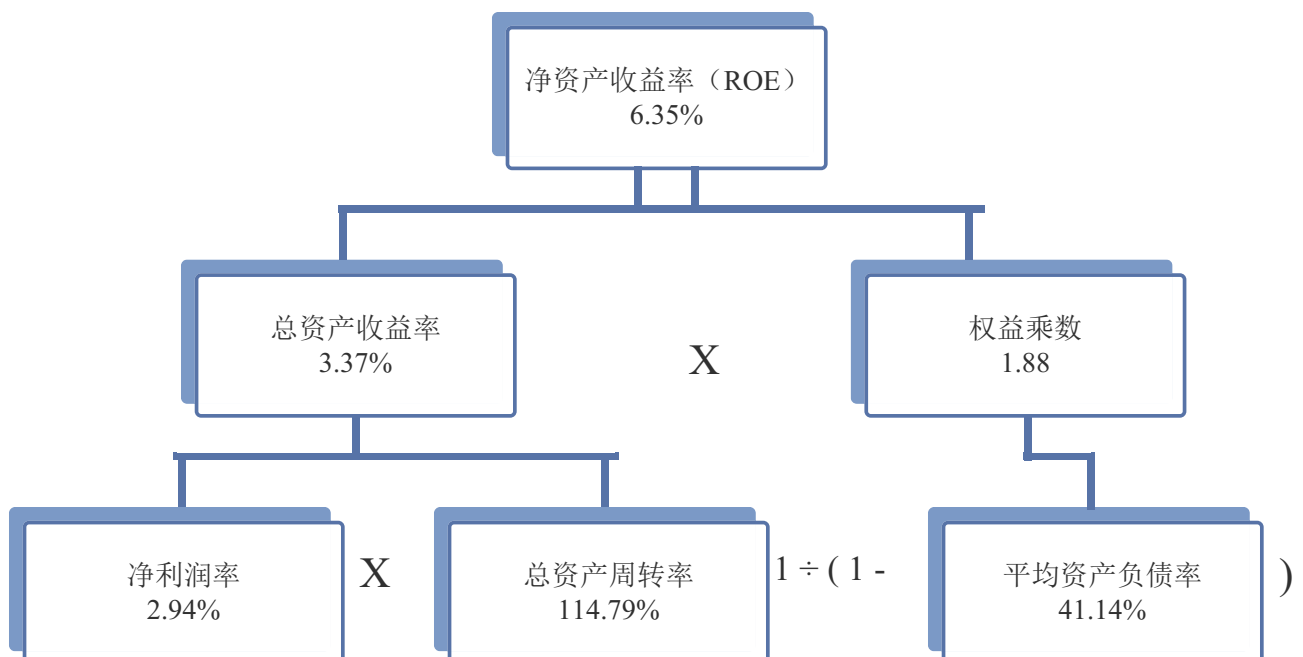 净资产收益率（ROE）
6.35%
总资产收益率
3.37%
X
权益乘数
1.88
净利润率
2.94%
X
总资产周转率
114.79%
1 ÷ ( 1 -
平均资产负债率
41.14%
)